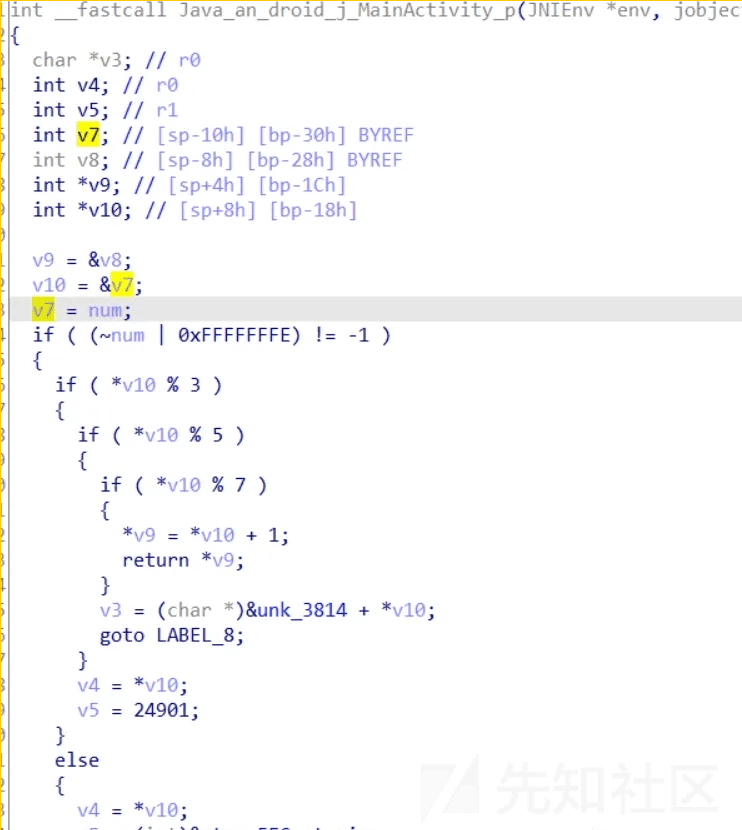 int __fastcall Java_an_droid_j_MainActivity_p(JNIEnv *env, jobjec
{
char *v3; // r0
int v4; // r0
int v5; // r1
int v7; // [sp-10h] [bp-30h] BYREF
int v8; // [sp-8h] [bp-28h] BYREF
int *v9; // [sp+4h] [bp-1Ch]
int *v10; // [sp+8h] [bp-18h]
v9 = &v8;
v10 = &v7;
v7 = num;
if ( (~num | 0xFFFFFFFE) != -1 )
{
if ( *v10 % 3 )
{
if ( *v10 % 5 )
{
if ( *v10 % 7 )
{
*v9 = *v10 + 1;
return *v9;
}
v3 = (char *)&unk_3814 + *v10;
goto LABEL_8;
}
v4 = *v10;
v5 = 24901;
}
else
{
v4 = *v10;
先知社区